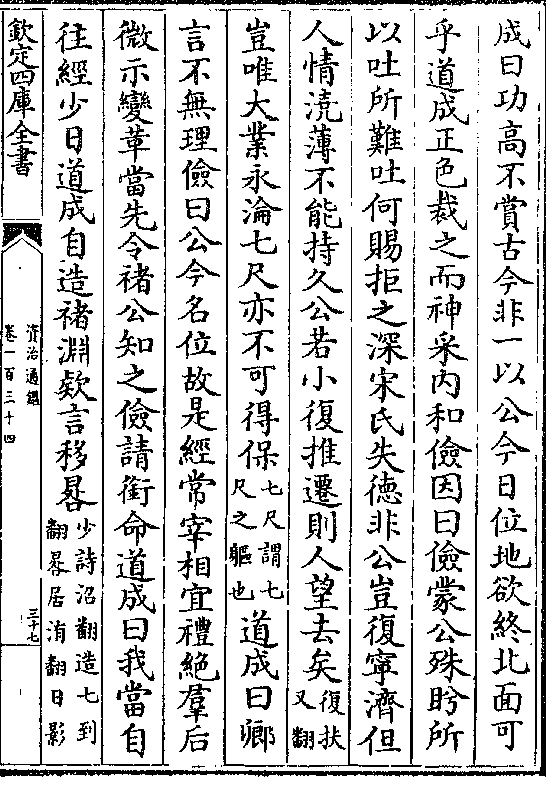 成曰功高不賞古今非一以公今日位地欲終北面可
乎道成正色裁之而神采内和儉因曰儉蒙公殊眄所
以吐所難吐何賜拒之深宋氏失德非公豈復寧濟但
人情澆薄不能持久公若小復推遷則人望去矣復扶
又翻
豈唯大業永淪七尺亦不可得保七尺謂七
尺之軀也
道成曰卿
言不無理儉曰公今名位故是經常宰相宜禮絶羣后
微示變革當先令禇公知之儉請銜命道成曰我當自
往經少日道成自造禇淵欵言移晷少詩沼翻造七到
翻晷居洧翻日影
欽定四庫全書
資治通鑑
卷一百三十四
三十七